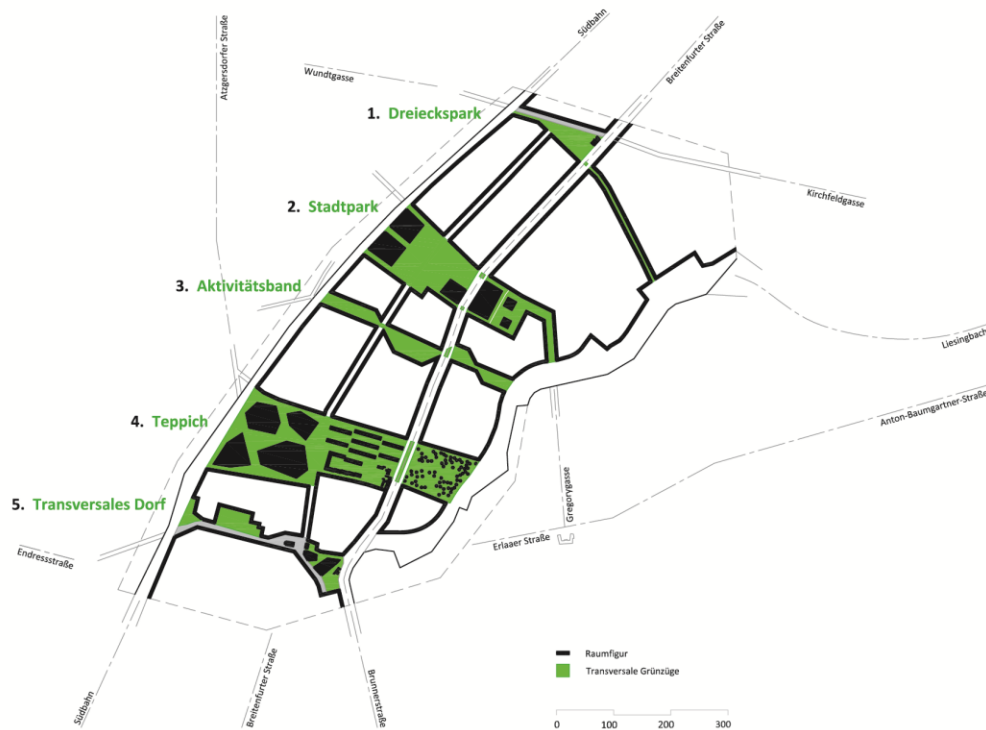 Südbahn
Breitenfurter Straße
Atzgersdorfer Straße
Wundtgasse
1. Dreieckspark
Kirchfeldgasse
2. Stadtpark
3. Aktivitätsband
Liesingbach
Anton-Baumgartner-Straße
4. Teppich
5. Transversales Dorf
Gregorygasse
Erlaaer Straße
Endressstraße
Südbahn
Breitenfurter Straße
Brunnerstraße
Raumfigur
Transversale Grünzüge
0 100 200 300